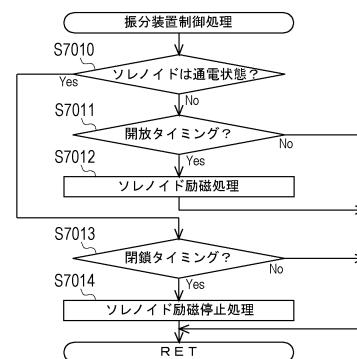 振分装置制御処理
S7010
ソレノイドは通電状態？
Yes
No
S7011
開放タイミング？
No
Yes
S7012
ソレノイド励磁処理
S7013
閉鎖タイミング？
No
Yes
S7014
ソレノイド励磁停止処理
RET